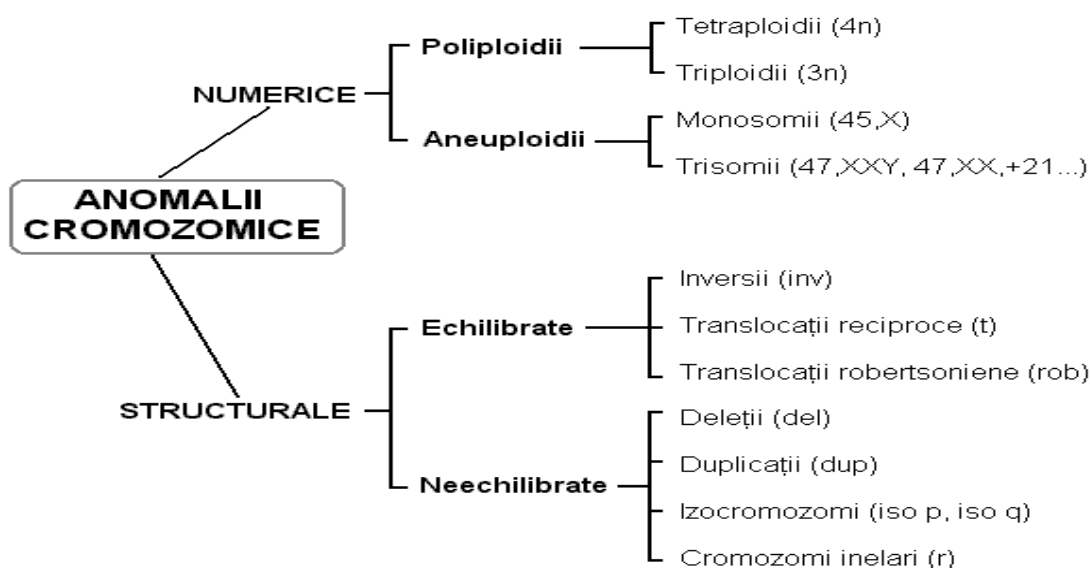 Tetraploidii (4n)
Poliploidii
Triploidii (3n)
NUMERICE
Monosomii (45,X)
Aneuploidii
Trisomii (47,XXY, 47,XX,+21...)
ANOMALII
CROMOZOMICE
Inversii (inv)
Echilibrate
Translocații reciproce (t)
Translocații robertsoniene (rob)
STRUCTURALE
Deleții (del)
Duplicații (dup)
Neechilibrate
Izocromozomi (iso p, iso q)
Cromozomi inelari (r)